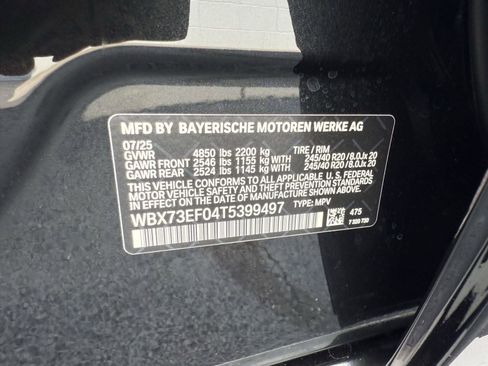 MFD BY BAYERISCHE MOTOREN WERKE AG
07/25
GVWR 4850 lbs 2200 kg TIRE / RIM
GAWR FRONT 2546 lbs 1155 kg WITH 245/40 R20 / 8.0Jx 20
GAWR REAR 2524 lbs 1145 kg WITH 245/40 R20 / 8.0Jx 20
THIS VEHICLE CONFORMS TO ALL APPLICABLE U. S. FEDERAL
MOTOR VEHICLE SAFETY STANDARDS IN EFFECT
ON THE DATE OF MANUFACTURE SHOWN ABOVE.
WBX73EF04T5399497 TYPE: MPV
475
7 320 730